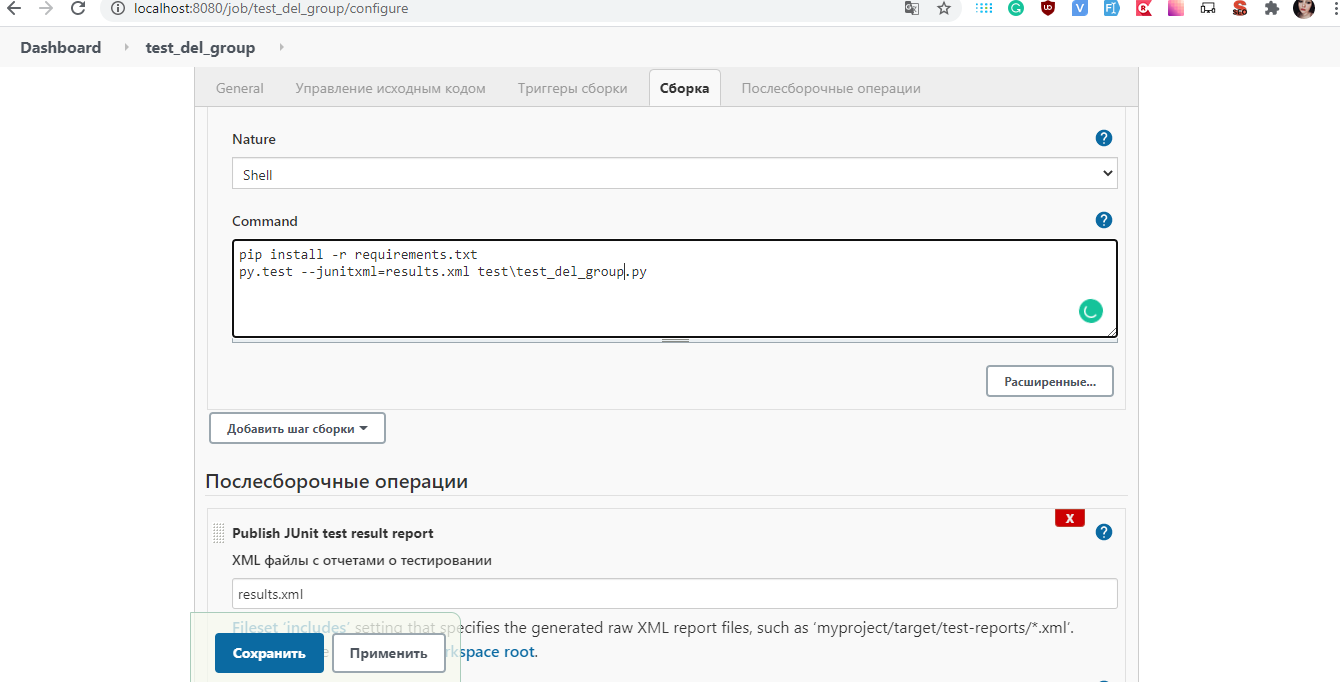 localhost:8080/job/test_del_group/configure
Dashboard test_del_group
General Управление исходным кодом Триггеры сборки Сборка Послесборочные операции
Nature
Shell
Command
pip install -r requirements.txt
py.test --junitxml=results.xml test\test_del_group.py
Расширенные...
Добавить шаг сборки
Послесборочные операции
X
Publish JUnit test result report
XML файлы с отчетами о тестировании
results.xml
Fileset ‘includes’ setting that specifies the generated raw XML report files, such as ‘myproject/target/test-reports/*.xml’.
kspace root.
Сохранить Применить